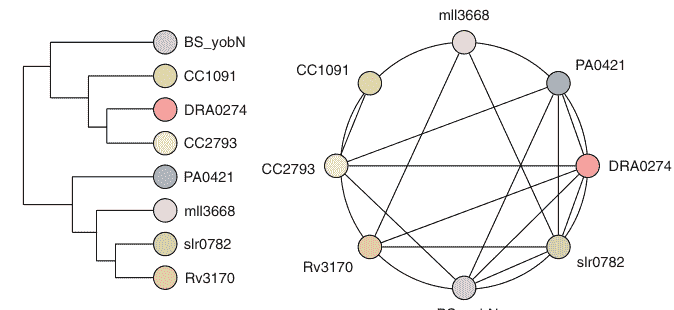 BS_yobN
CC1091
DRA0274
CC2793
PA0421
mll3668
slr0782
Rv3170
mll3668
PA0421
CC1091
DRA0274
CC2793
slr0782
Rv3170